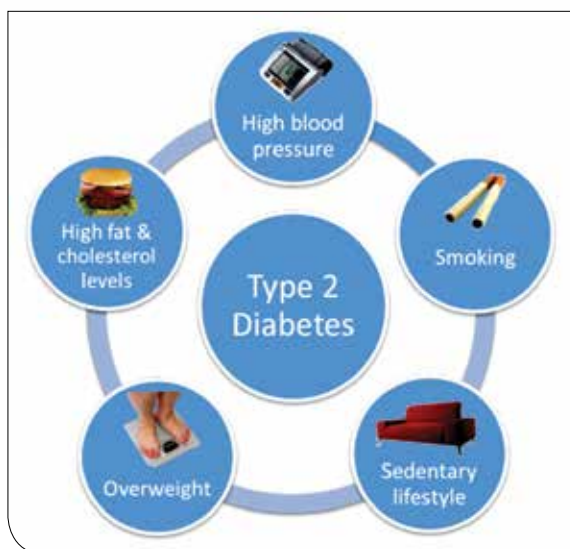 High blood
pressure
Smoking
Sedentary
lifestyle
Overweight
High fat &
cholesterol
levels
Type 2
Diabetes